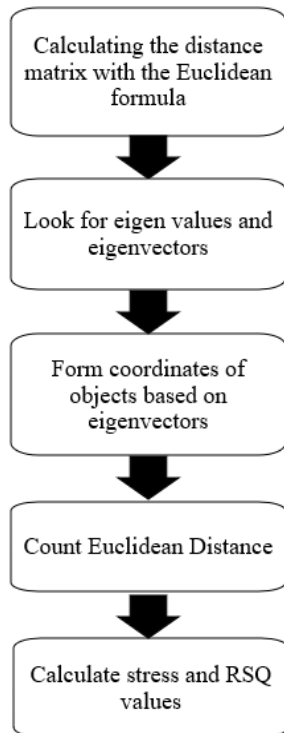 Calculating the distance
matrix with the Euclidean
formula
Look for eigen values and
eigenvectors
Form coordinates of
objects based on
eigenvectors
Count Euclidean Distance
Calculate stress and RSQ
values